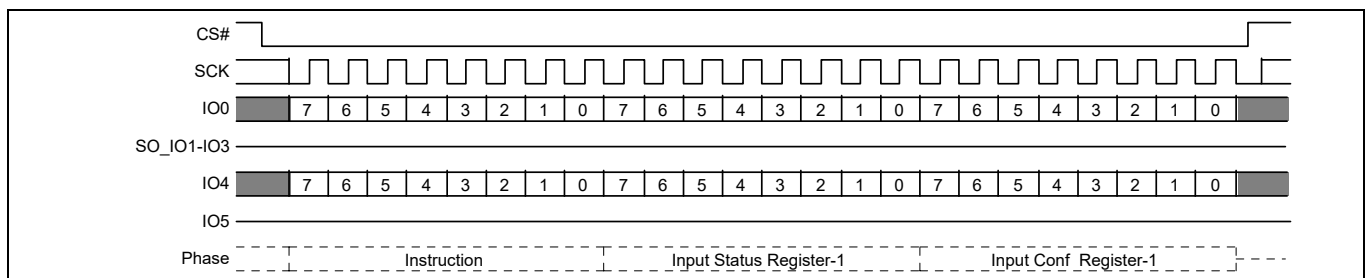 CS#
SCK
IO0 7 6 5 4 3 2 1 0 7 6 5 4 3 2 1 0 7 6 5 4 3 2 1 0
SO_IO1-IO3
IO4 7 6 5 4 3 2 1 0 7 6 5 4 3 2 1 0 7 6 5 4 3 2 1 0
IO5
Phase Instruction Input Status Register-1 Input Conf Register-1